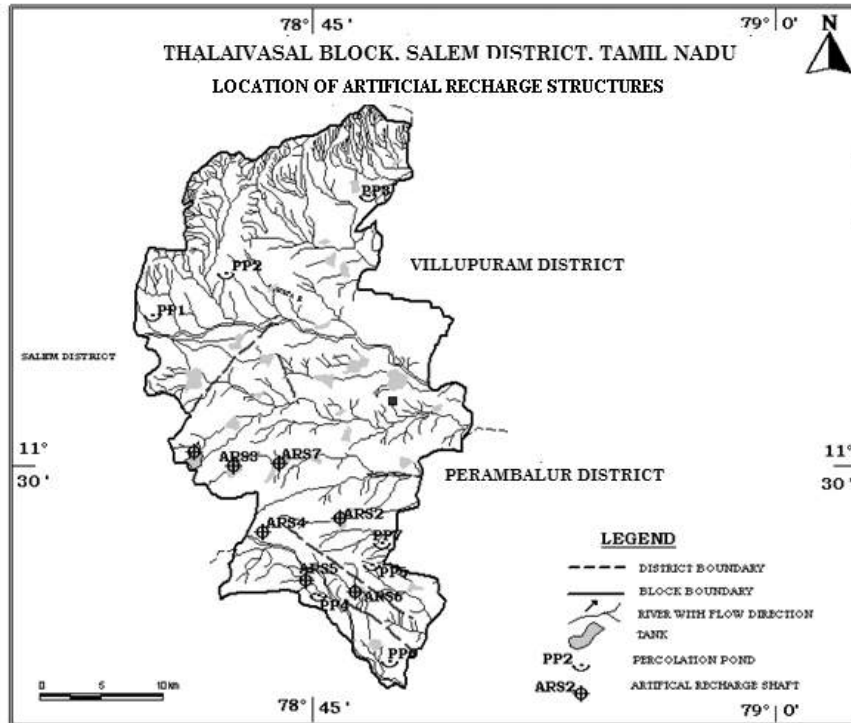 78° 45' 79° 0'
N
THALAIVASAL BLOCK. SALEM DISTRICT. TAMIL NADU
LOCATION OF ARTIFICIAL RECHARGE STRUCTURES
PP3
PP2
VILLUPURAM DISTRICT
PP1
SALEM DISTRICT
11° 30'
ARS3 ARS7
PERAMBALUR DISTRICT
11° 30'
ARS2
ARS4
PP7
ARS5
PP4
ARS6
LEGEND
DISTRICT BOUNDARY
BLOCK BOUNDARY
RIVER WITH FLOW DIRECTION
TANK
PP2 PERCOLATION POND
ARS2 ARTIFICAL RECHARGE SHAFT
0 5 10km
78° 45' 79° 0'